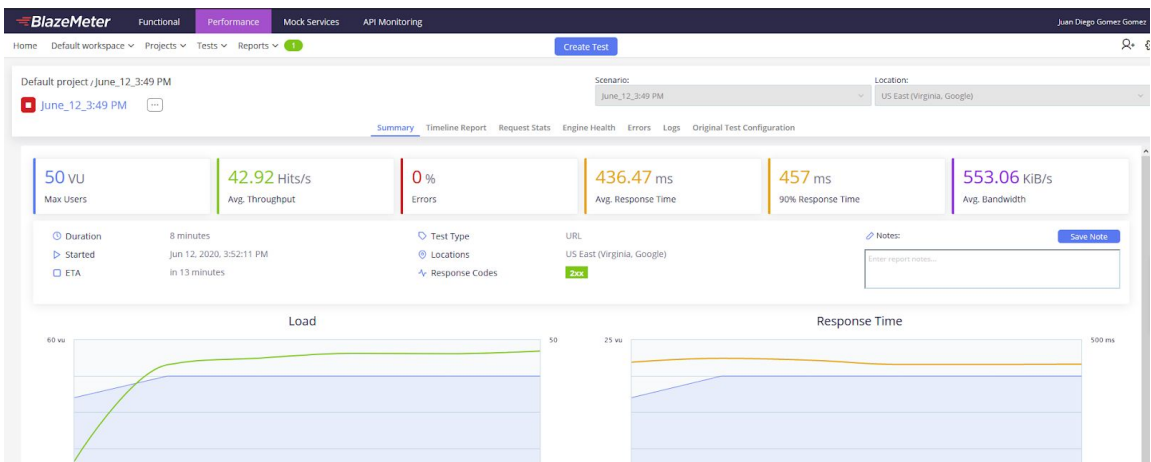 BlazeMeter Functional Performance Mock Services API Monitoring Juan Diego Gomez Gomez
Home Default workspace Projects Tests Reports 1 Create Test
Default project / June_12_3:49 PM
June_12_3:49 PM
Scenario: Location:
June_12_3:49 PM US East (Virginia, Google)
Summary Timeline Report Request Stats Engine Health Errors Logs Original Test Configuration
50 VU 42.92 Hits/s 0 % 436.47 ms 457 ms 553.06 KiB/s
Max Users Avg. Throughput Errors Avg. Response Time 90% Response Time Avg. Bandwidth
Duration 8 minutes Test Type URL Notes: Save Note
Started Jun 12, 2020, 3:52:11 PM Locations US East (Virginia, Google) Enter report notes...
ETA in 13 minutes Response Codes 2xx
Load Response Time
60 vu 50 25 vu 500 ms